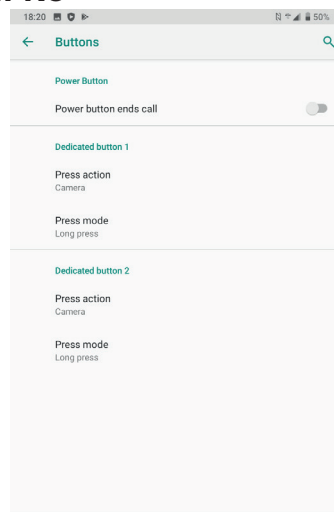 18:20 50%
Buttons
Power Button
Power button ends call
Dedicated button 1
Press action
Camera
Press mode
Long press
Dedicated button 2
Press action
Camera
Press mode
Long press